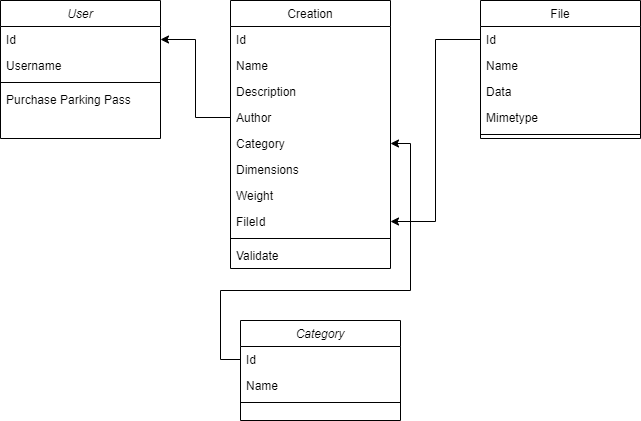 User
Id
Username
Purchase Parking Pass
Creation
Id
Name
Description
Author
Category
Dimensions
Weight
FileId
Validate
File
Id
Name
Data
Mimetype
Category
Id
Name